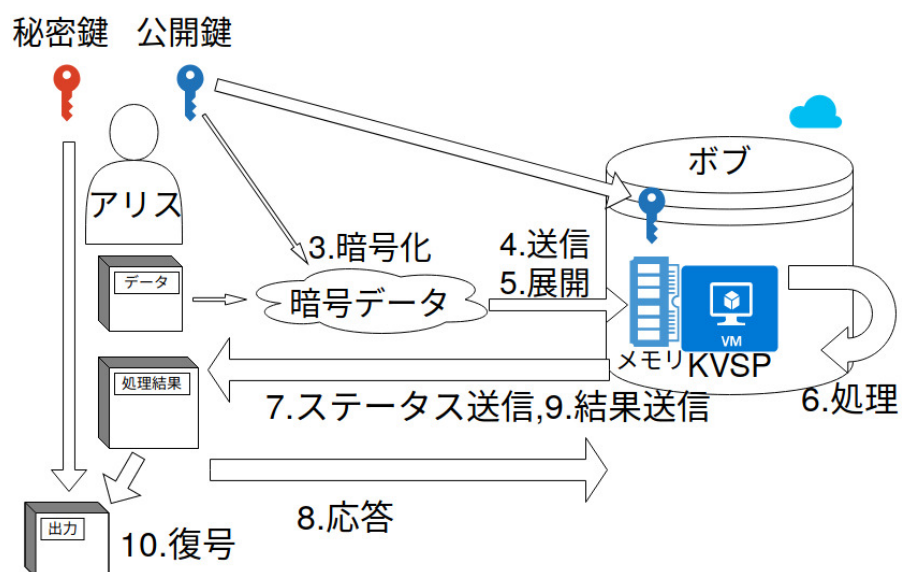 秘密鍵 公開鍵
ボブ
アリス
3.暗号化
4.送信
5.展開
データ
暗号データ
VM
メモリ
KVSP
処理結果
6.処理
7.ステータス送信,9.結果送信
8.応答
出力
10.復号